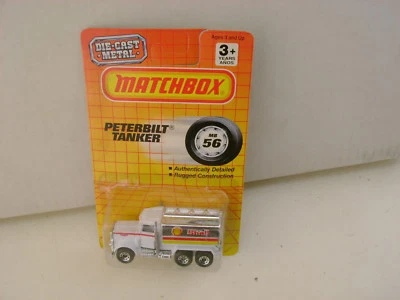 DIE-CAST
METAL
Ages 3 and Up
3+
YEARS
ANOS
MATCHBOX
PETERBILT®
TANKER
MB
56
• Authentically Detailed
• Rugged Construction